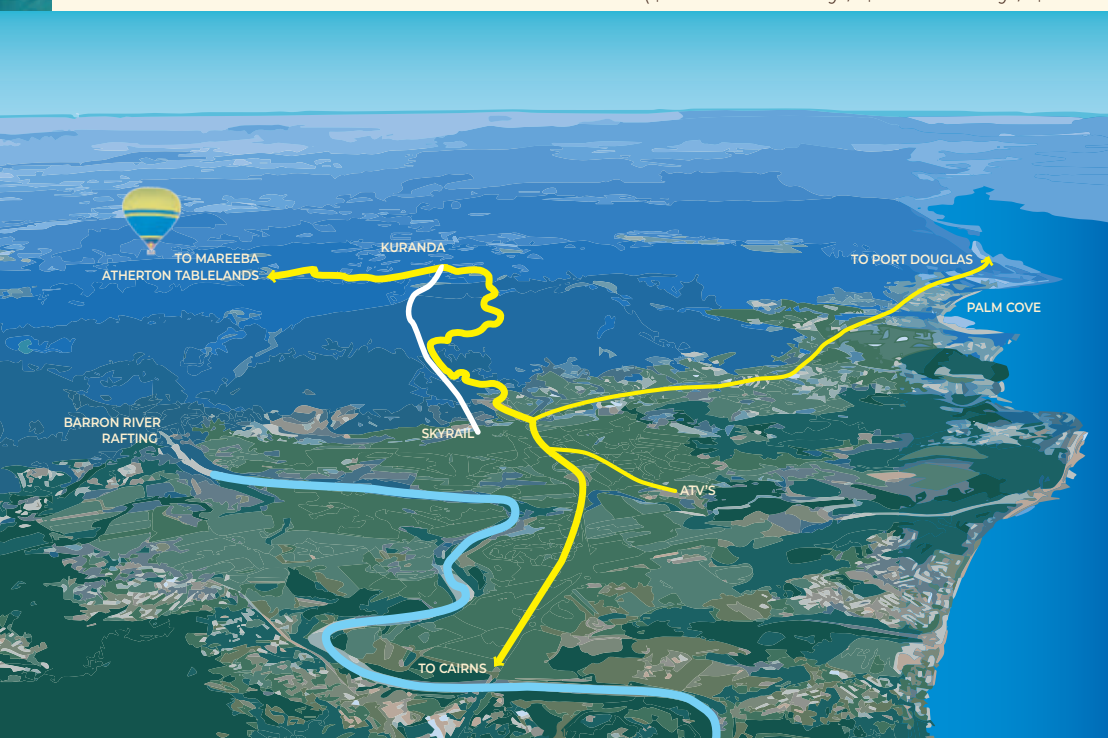 KURANDA
TO MAREEBA
ATHERTON TABLELANDS
TO PORT DOUGLAS
PALM COVE
BARRON RIVER
RAFTING
SKYRAIL
ATV'S
TO CAIRNS